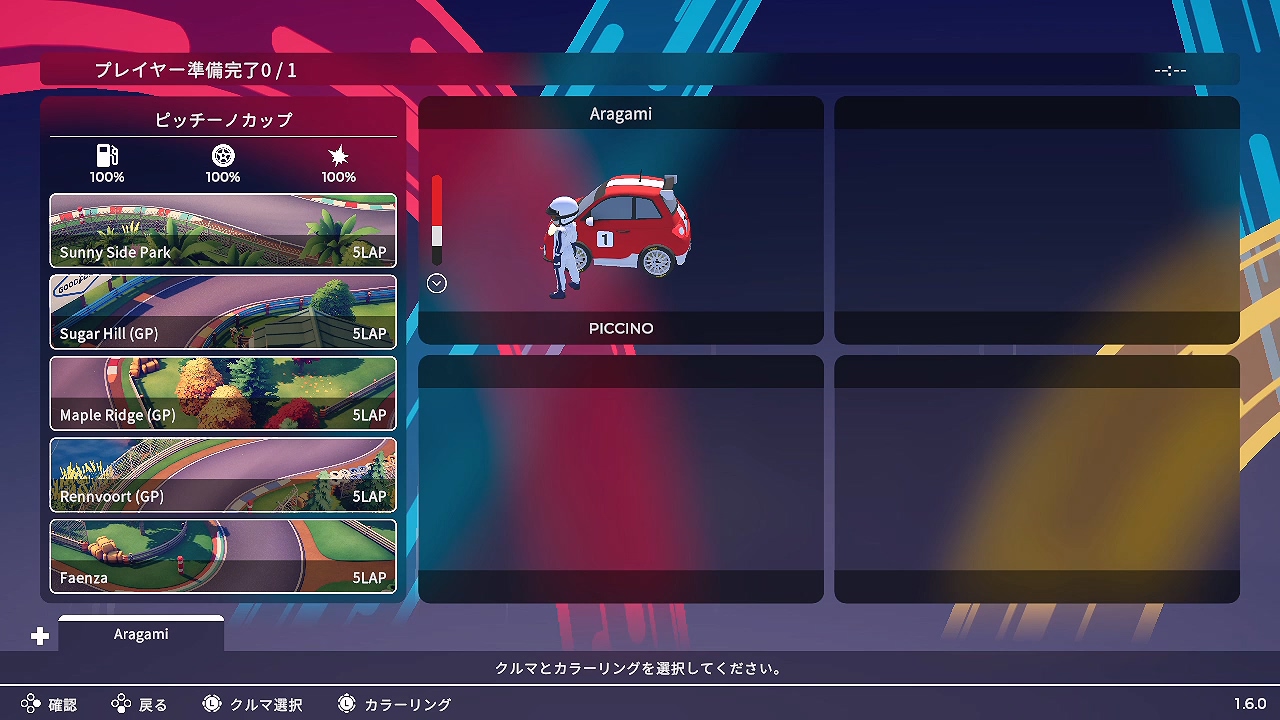 プレイヤー準備完了0 / 1
--:--
ピッチーノカップ
100% 100% 100%
Sunny Side Park 5LAP
Sugar Hill (GP) 5LAP
Maple Ridge (GP) 5LAP
Rennvoort (GP) 5LAP
Faenza 5LAP
Aragami
1
PICCINO
Aragami
クルマとカラーリングを選択してください。
確認 戻る L クルマ選択 L カラーリング
1.6.0